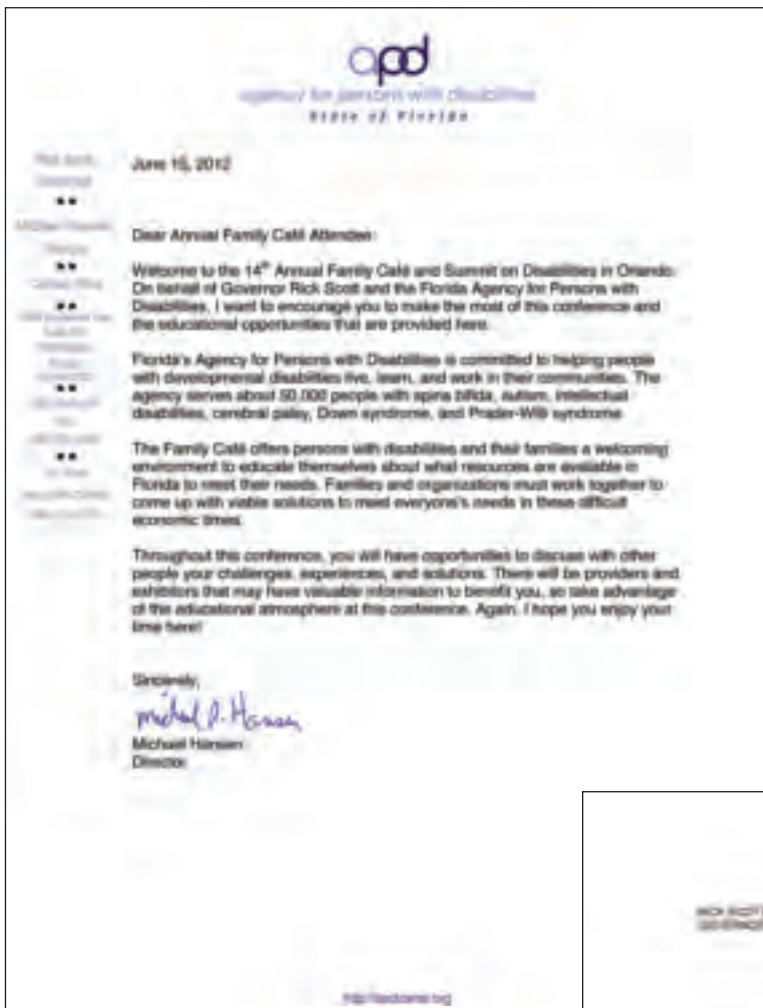 apd
agency for persons with disabilities
State of Florida
Rick Scott
Governor
June 15, 2012
Dear Annual Family Café Attendee:
Welcome to the 14th Annual Family Café and Summit on Disabilities in Orlando.
On behalf of Governor Rick Scott and the Florida Agency for Persons with
Disabilities, I want to encourage you to make the most of this conference and
the educational opportunities that are provided here.
Florida's Agency for Persons with Disabilities is committed to helping people
with developmental disabilities live, learn, and work in their communities. The
agency serves about 50,000 people with spina bifida, autism, intellectual
disabilities, cerebral palsy, Down syndrome, and Prader-Willi syndrome.
The Family Café offers persons with disabilities and their families a welcoming
environment to educate themselves about what resources are available in
Florida to meet their needs. Families and organizations must work together to
come up with viable solutions to meet everyone's needs in these difficult
economic times.
Throughout this conference, you will have opportunities to discuss with other
people your challenges, experiences, and solutions. There will be providers and
exhibitors that may have valuable information to benefit you, so take advantage
of the educational atmosphere at this conference. Again, I hope you enjoy your
time here!
Sincerely,
Michael P. Hansen
Michael Hansen
Director
RICK SCOTT
GOVERNOR